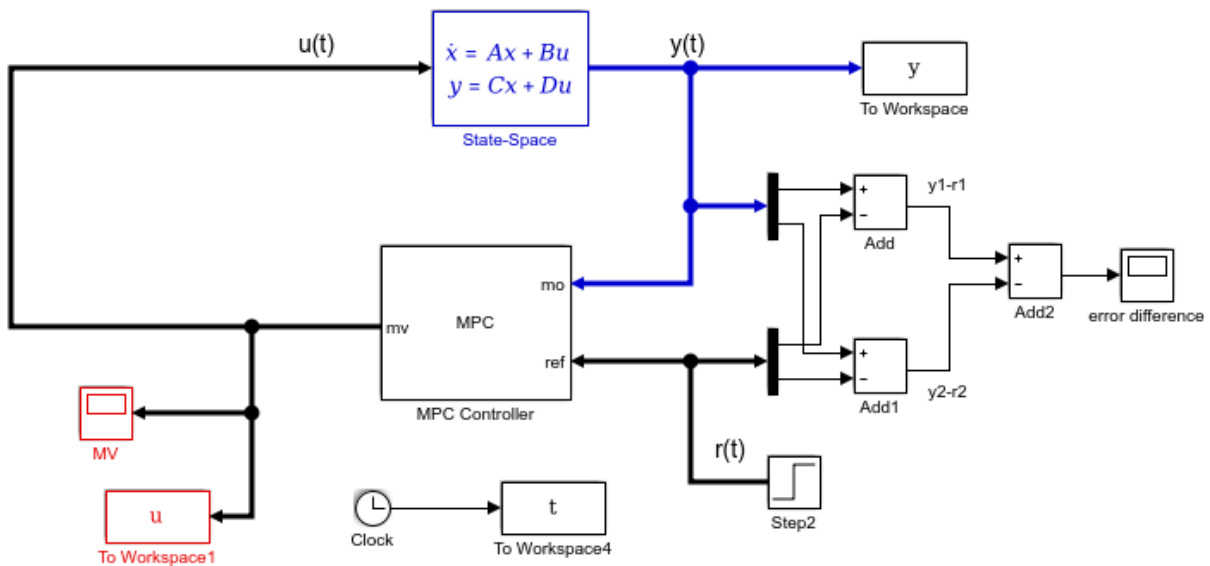 u(t)
ẋ = Ax + Bu
y = Cx + Du
State-Space
y(t)
y
To Workspace
+
−
Add
y1-r1
+
−
Add2
error difference
mo
MPC
mv
ref
MPC Controller
+
−
Add1
y2-r2
MV
r(t)
Step2
u
To Workspace1
Clock
t
To Workspace4